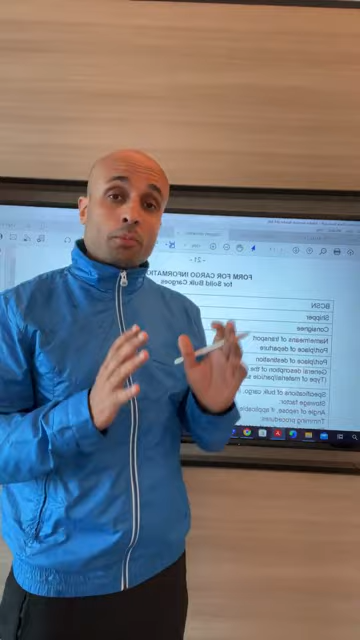 -21-
FORM FOR CARGO INFORMATI
for Solid Bulk Cargoes
BCSN
Shipper
Consignee
Name/means of transport
Port/place of departure
Port/place of destination
General description of the
(Type of material/particle
Specifications of bulk cargo,
Stowage factor
Angle of repose, if applicable
Trimming procedures